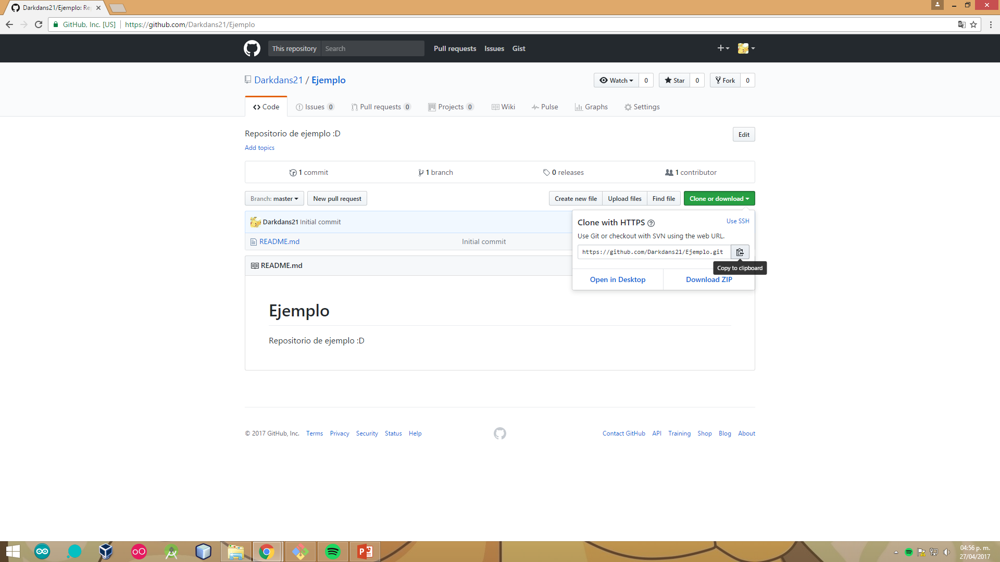 Darkdans21/Ejemplo: Re
GitHub, Inc. [US] https://github.com/Darkdans21/Ejemplo
This repository Search Pull requests Issues Gist
Darkdans21 / Ejemplo
Watch 0 Star 0 Fork 0
Code Issues 0 Pull requests 0 Projects 0 Wiki Pulse Graphs Settings
Repositorio de ejemplo :D
Edit
Add topics
1 commit 1 branch 0 releases 1 contributor
Branch: master New pull request Create new file Upload files Find file Clone or download
Darkdans21 Initial commit
README.md Initial commit
Clone with HTTPS Use SSH
Use Git or checkout with SVN using the web URL.
https://github.com/Darkdans21/Ejemplo.git
Copy to clipboard
Open in Desktop Download ZIP
README.md
Ejemplo
Repositorio de ejemplo :D
© 2017 GitHub, Inc. Terms Privacy Security Status Help Contact GitHub API Training Shop Blog About
04:56 p. m.
27/04/2017